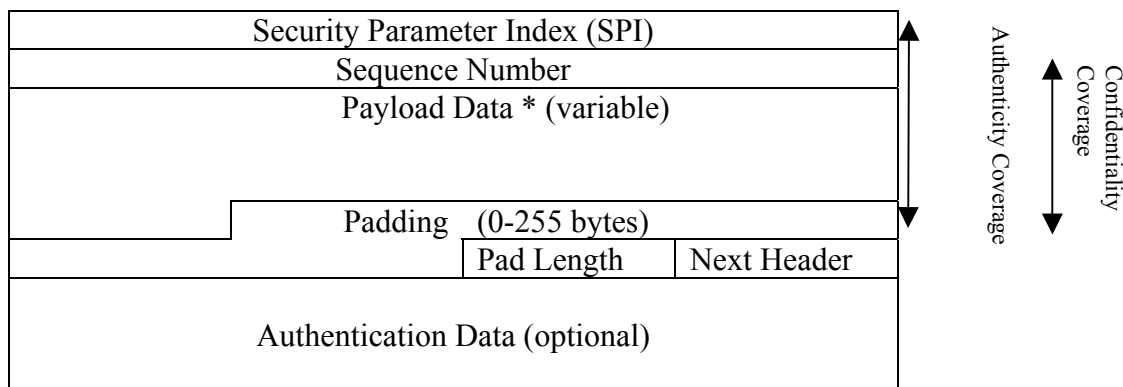 Security Parameter Index (SPI)
Sequence Number
Payload Data * (variable)
Padding (0-255 bytes)
Pad Length
Next Header
Authentication Data (optional)
Authenticity Coverage
Confidentiality
Coverage